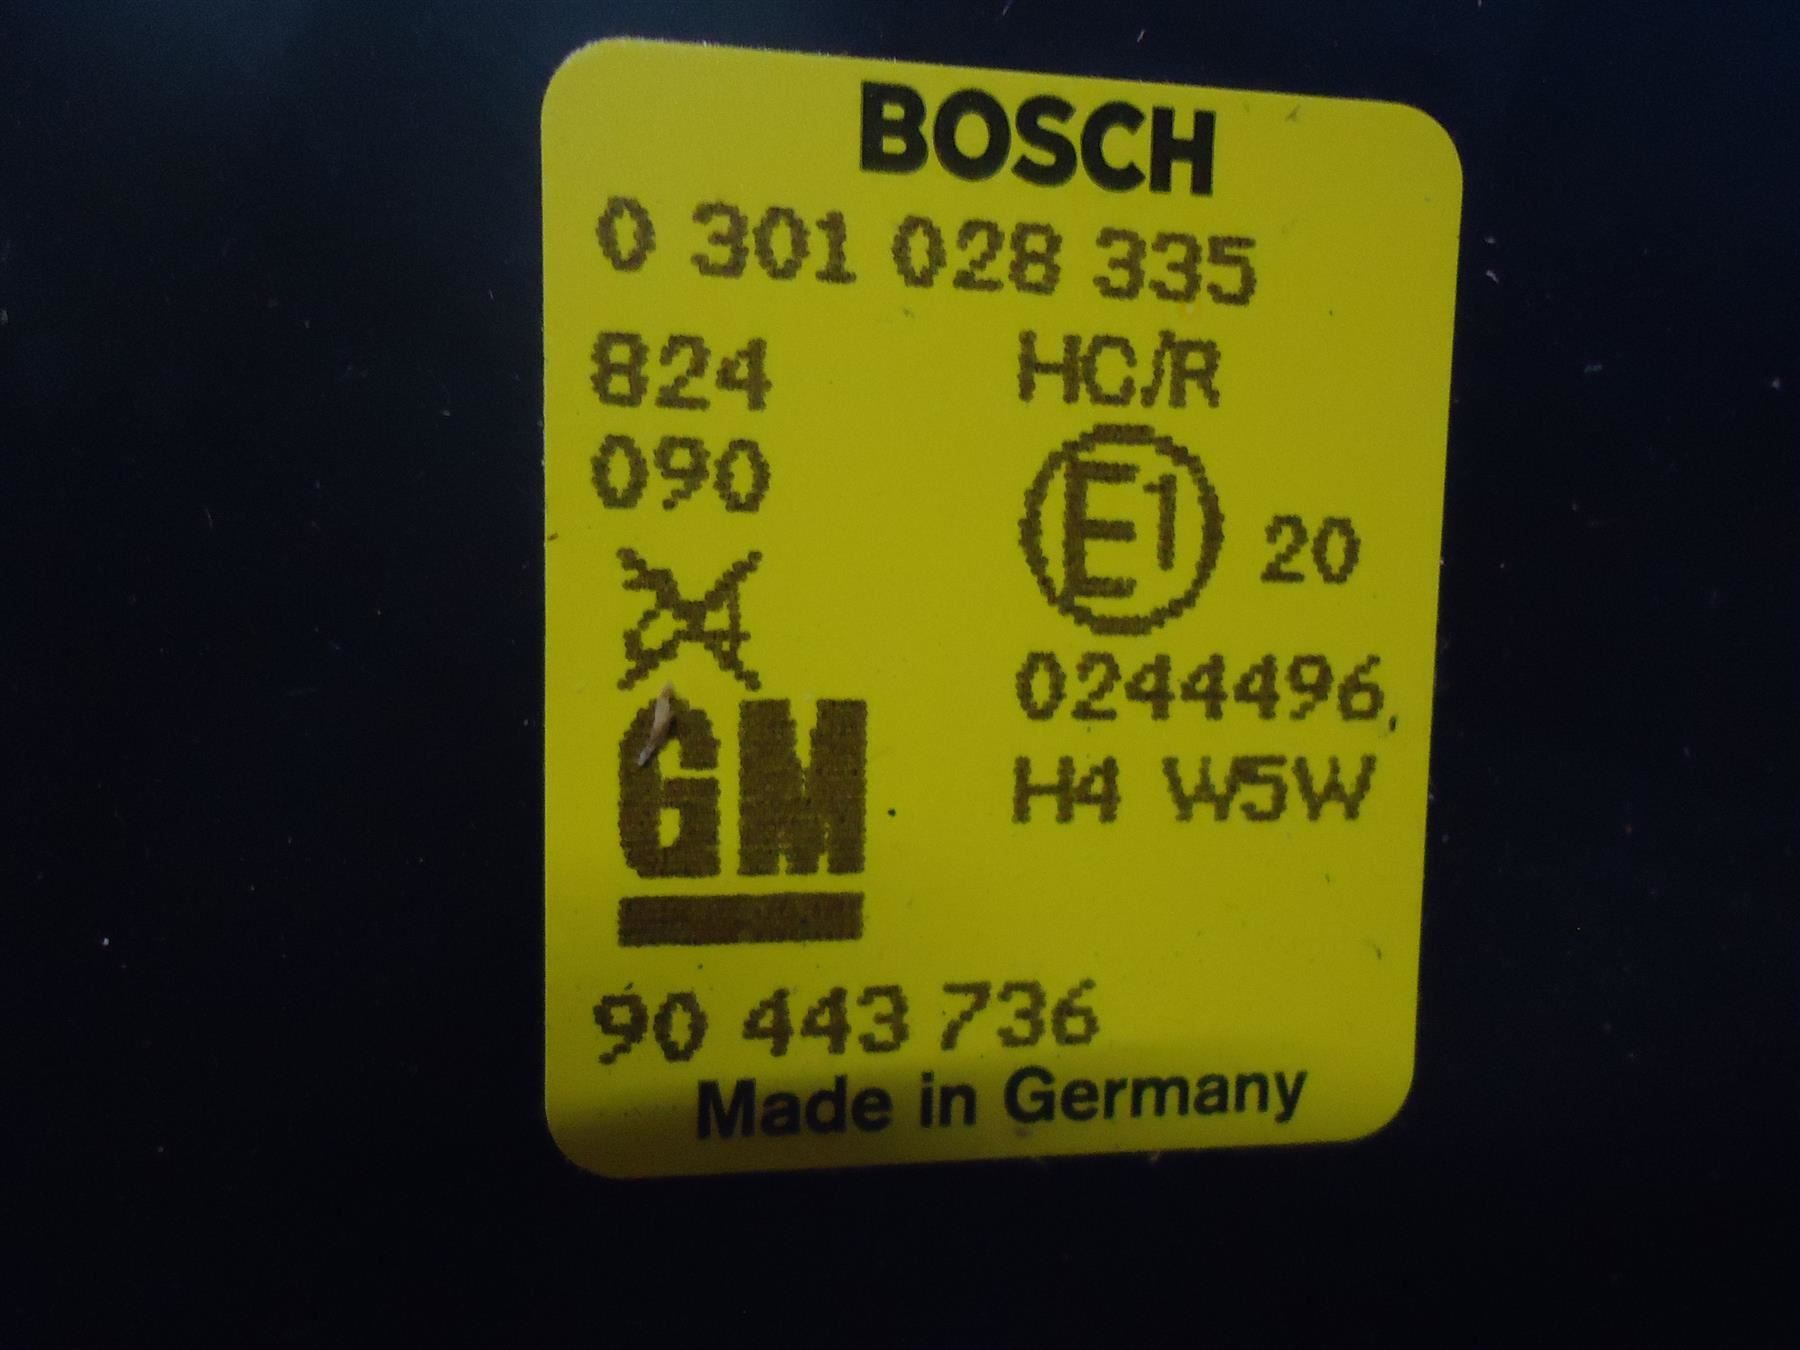 BOSCH
0 301 028 335
824
090
HC/R
E1 20
0244496
H4 W5W
GM
90 443 736
Made in Germany